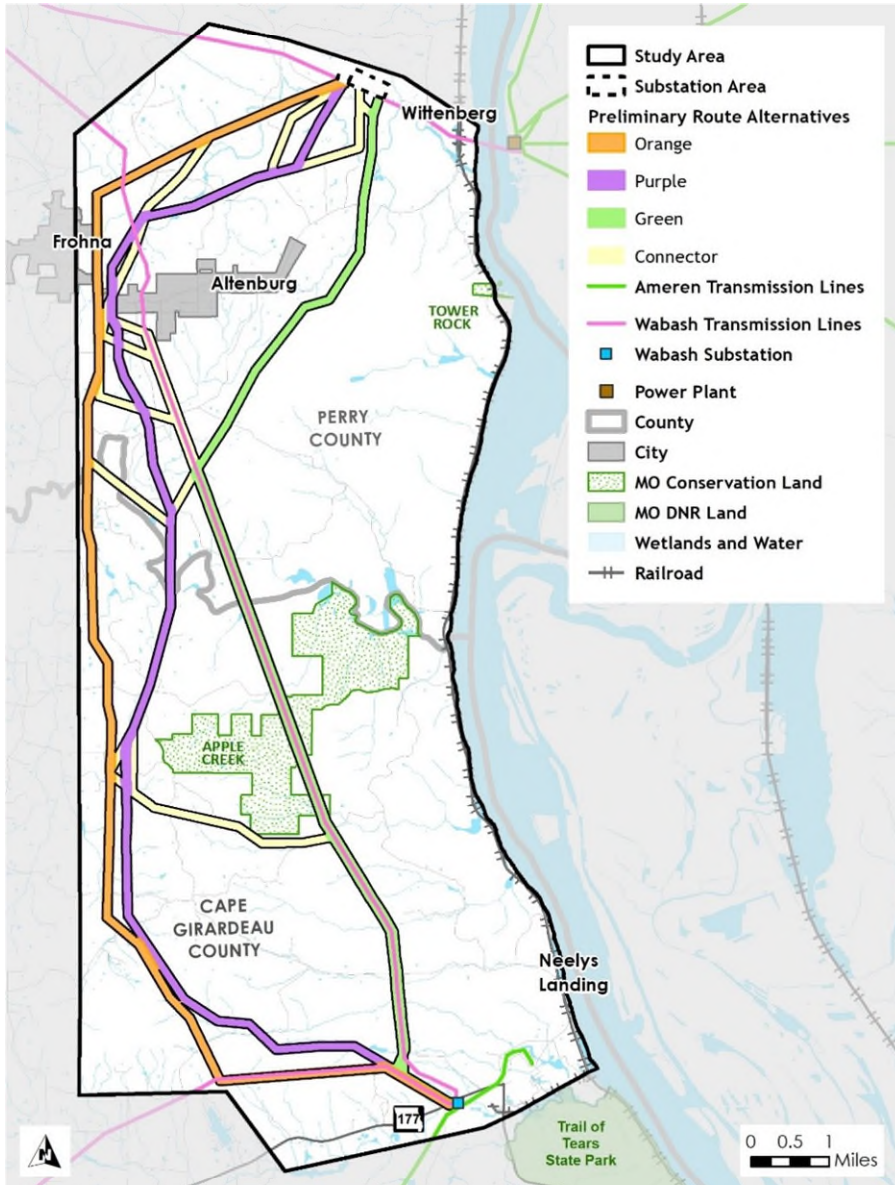 Study Area
Substation Area
Preliminary Route Alternatives
Orange
Purple
Green
Connector
Ameren Transmission Lines
Wabash Transmission Lines
Wabash Substation
Power Plant
County
City
MO Conservation Land
MO DNR Land
Wetlands and Water
Railroad
Wittenberg
Frohna
Altenburg
TOWER
ROCK
PERRY
COUNTY
APPLE
CREEK
CAPE
GIRARDEAU
COUNTY
Neelys
Landing
177
Trail of
Tears
State Park
N
0 0.5 1
Miles